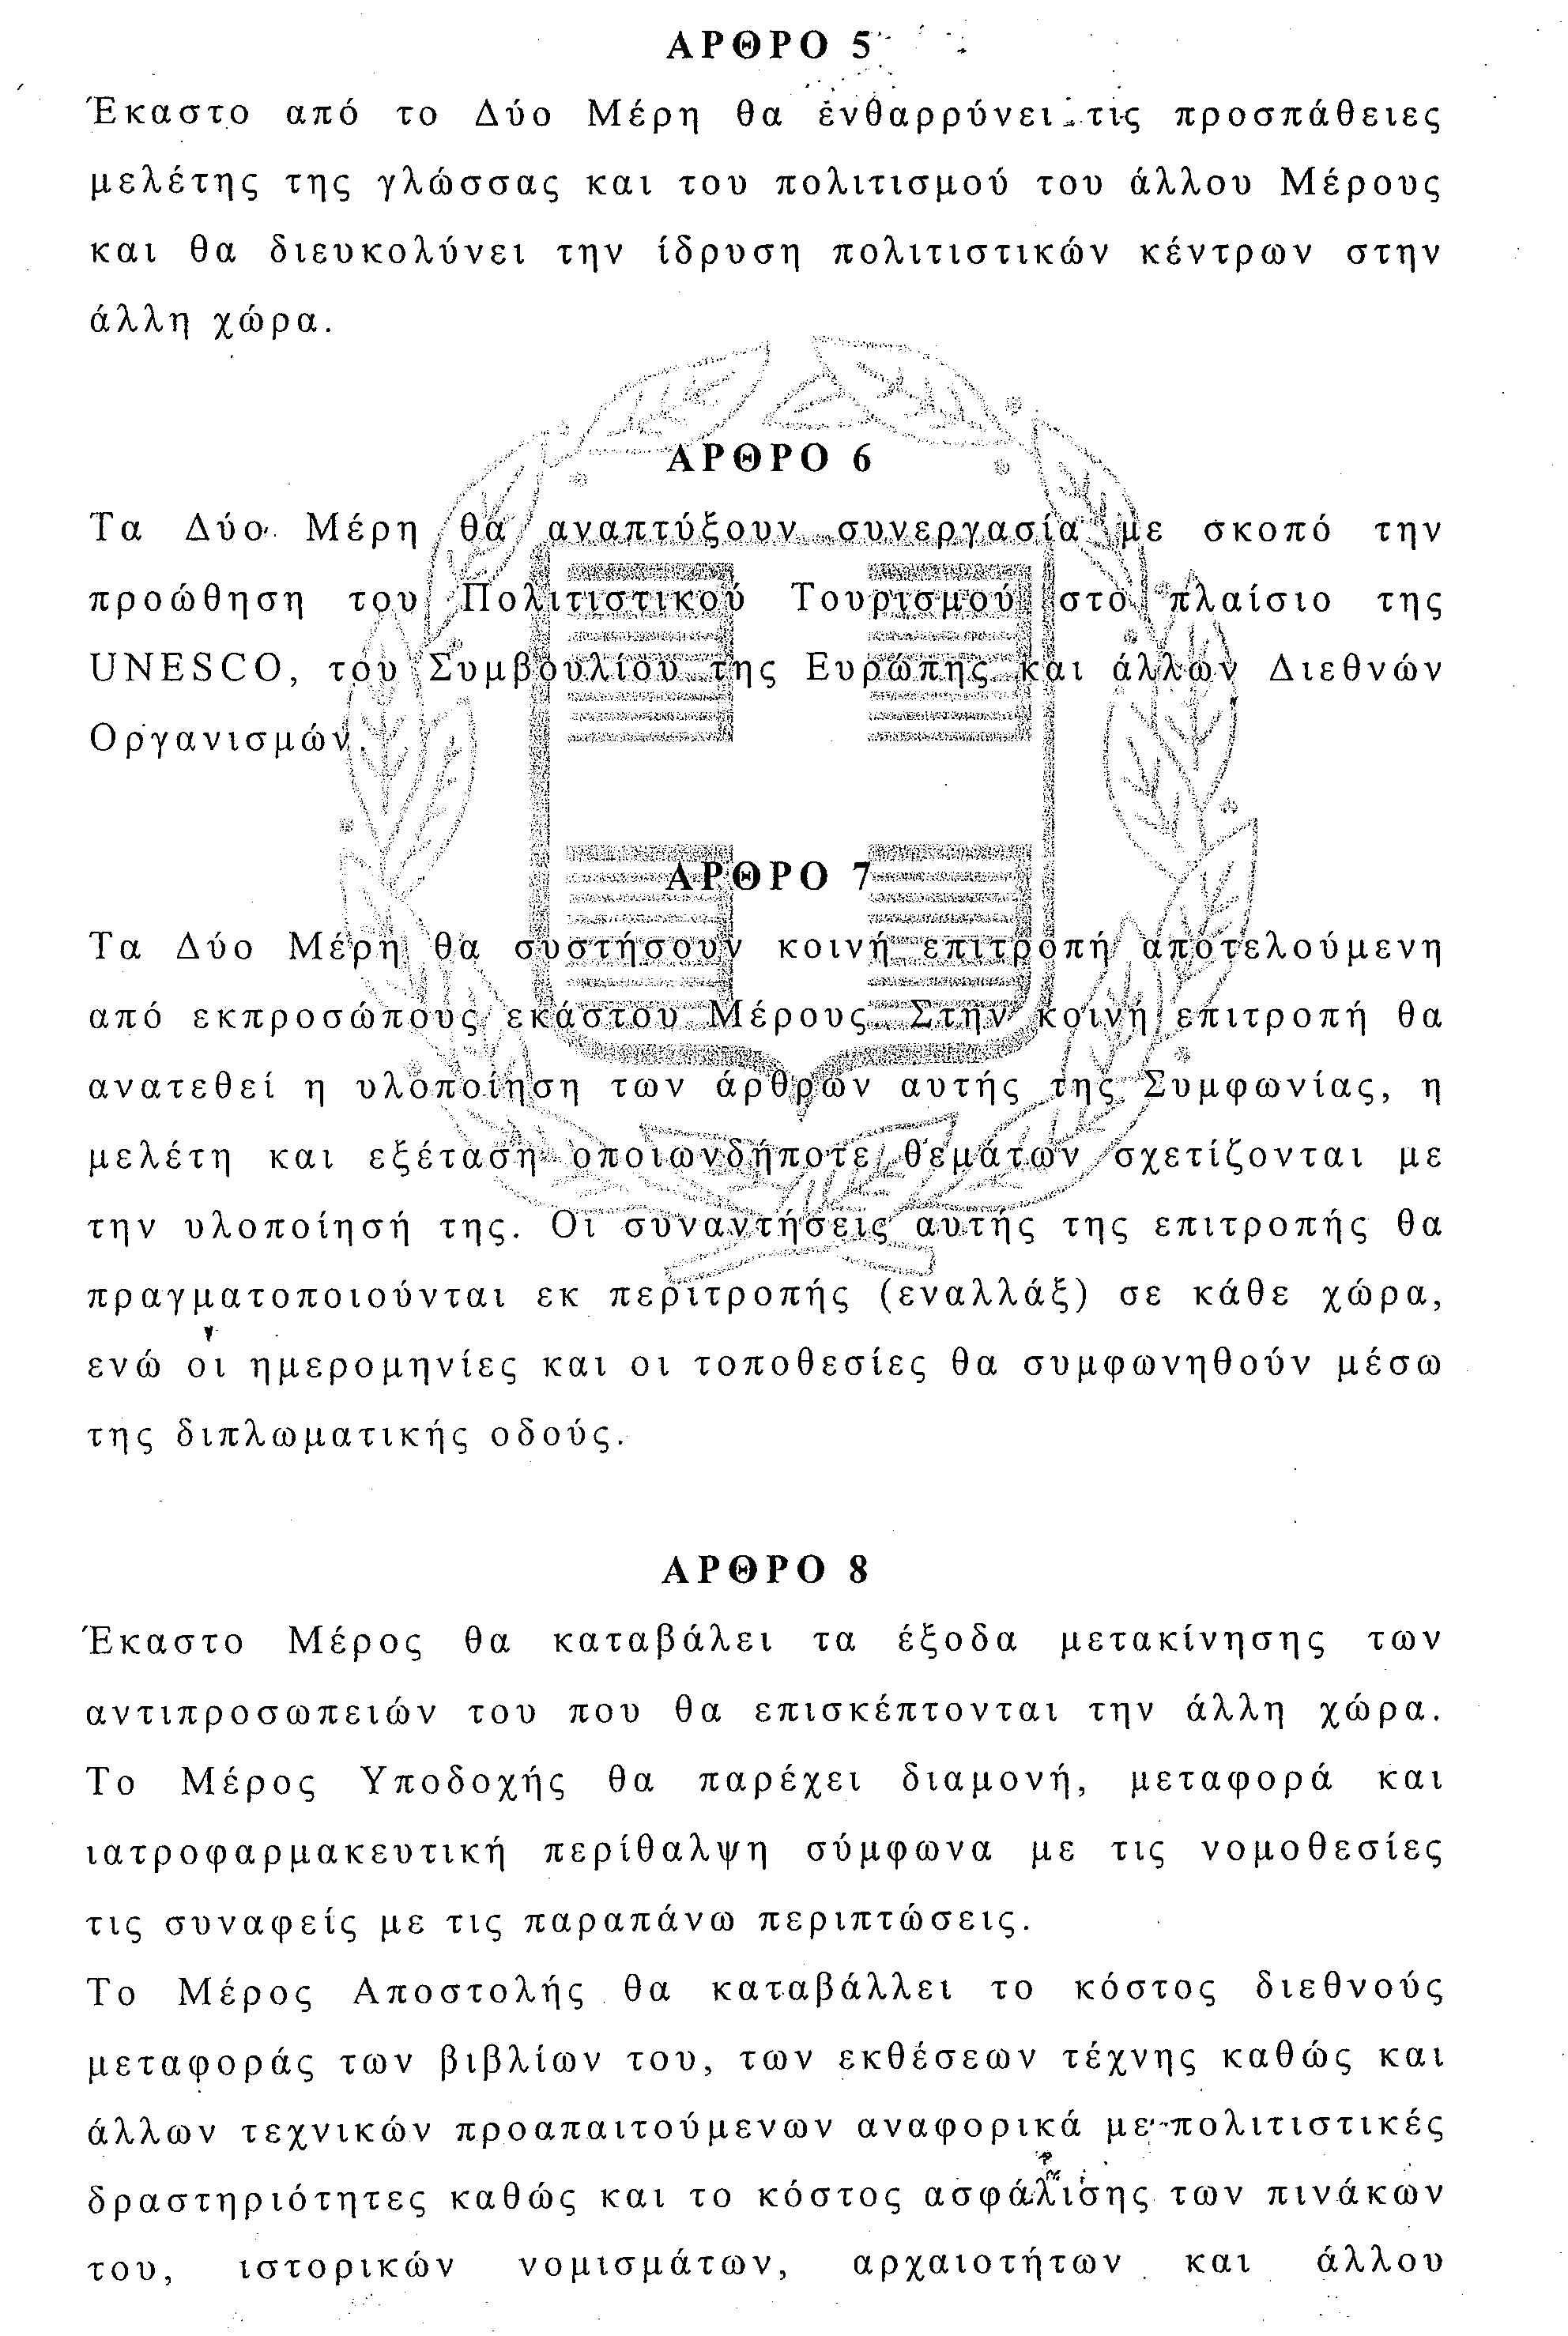 ΑΡΘΡΟ 5
Έκαστο από το Δύο Μέρη θα ενθαρρύνει τις προσπάθειες
μελέτης της γλώσσας και του πολιτισμού του άλλου Μέρους
και θα διευκολύνει την ίδρυση πολιτιστικών κέντρων στην
άλλη χώρα.
ΑΡΘΡΟ 6
Τα Δύο Μέρη θα αναπτύξουν συνεργασία με σκοπό την
προώθηση του Πολιτιστικού Τουρισμού στο πλαίσιο της
UNESCO, του Συμβουλίου της Ευρώπης και άλλων Διεθνών
Οργανισμών.
ΑΡΘΡΟ 7
Τα Δύο Μέρη θα συστήσουν κοινή επιτροπή αποτελούμενη
από εκπροσώπους εκάστου Μέρους. Στην κοινή επιτροπή θα
ανατεθεί η υλοποίηση των άρθρων αυτής της Συμφωνίας, η
μελέτη και εξέταση οποιωνδήποτε θεμάτων σχετίζονται με
την υλοποίησή της. Οι συναντήσεις αυτής της επιτροπής θα
πραγματοποιούνται εκ περιτροπής (εναλλάξ) σε κάθε χώρα,
ενώ οι ημερομηνίες και οι τοποθεσίες θα συμφωνηθούν μέσω
της διπλωματικής οδούς.
ΑΡΘΡΟ 8
Έκαστο Μέρος θα καταβάλει τα έξοδα μετακίνησης των
αντιπροσωπειών του που θα επισκέπτονται την άλλη χώρα.
Το Μέρος Υποδοχής θα παρέχει διαμονή, μεταφορά και
ιατροφαρμακευτική περίθαλψη σύμφωνα με τις νομοθεσίες
τις συναφείς με τις παραπάνω περιπτώσεις.
Το Μέρος Αποστολής θα καταβάλλει το κόστος διεθνούς
μεταφοράς των βιβλίων του, των εκθέσεων τέχνης καθώς και
άλλων τεχνικών προαπαιτούμενων αναφορικά με πολιτιστικές
δραστηριότητες καθώς και το κόστος ασφάλισης των πινάκων
του, ιστορικών νομισμάτων, αρχαιοτήτων και άλλου